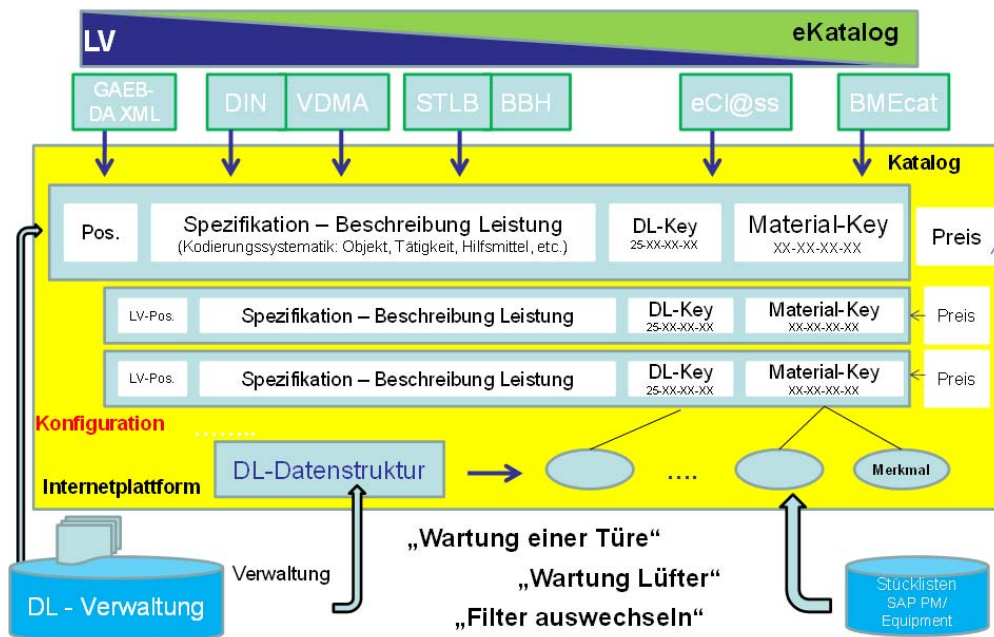 LV
eKatalog
GAEB-
DA XML
DIN
VDMA
STLB
BBH
eCl@ss
BMEcat
Katalog
Pos.
Spezifikation – Beschreibung Leistung
(Kodierungssystematik: Objekt, Tätigkeit, Hilfsmittel, etc.)
DL-Key
25-XX-XX-XX
Material-Key
XX-XX-XX-XX
Preis
LV-Pos.
Spezifikation – Beschreibung Leistung
DL-Key
25-XX-XX-XX
Material-Key
XX-XX-XX-XX
Preis
LV-Pos.
Spezifikation – Beschreibung Leistung
DL-Key
25-XX-XX-XX
Material-Key
XX-XX-XX-XX
Preis
Konfiguration
........
DL-Datenstruktur
....
Merkmal
Internetplattform
„Wartung einer Türe“
Verwaltung
„Wartung Lüfter“
„Filter auswechseln“
DL - Verwaltung
Stücklisten
SAP PM/
Equipment